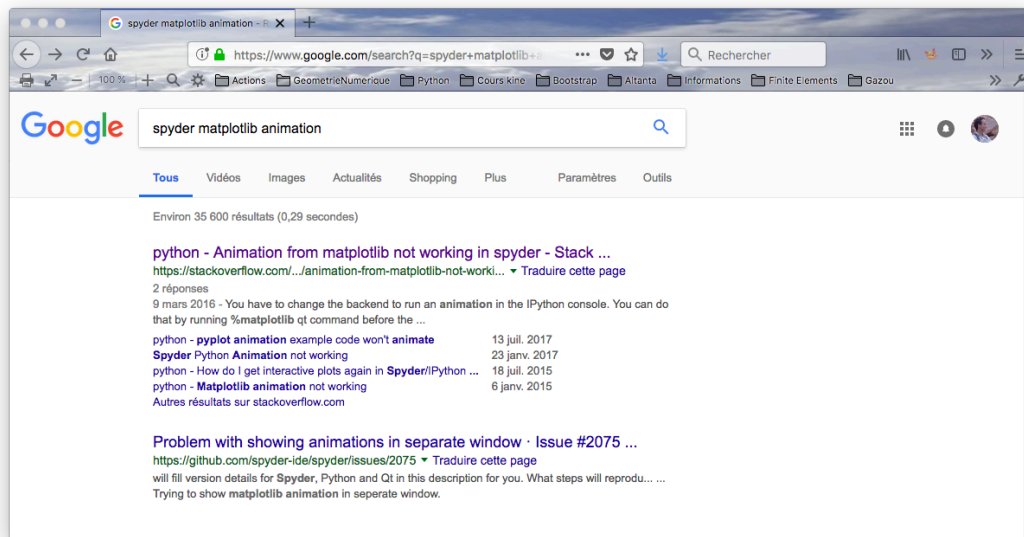 spyder matplotlib animation - R
https://www.google.com/search?q=spyder+matplotlib+a
Rechercher
100 %
Actions GeometrieNumerique Python Cours kine Bootstrap Altanta Informations Finite Elements Gazou
Google
spyder matplotlib animation
Tous Vidéos Images Actualités Shopping Plus Paramètres Outils
Environ 35 600 résultats (0,29 secondes)
python - Animation from matplotlib not working in spyder - Stack ...
https://stackoverflow.com/.../animation-from-matplotlib-not-worki... Traduire cette page
2 réponses
9 mars 2016 - You have to change the backend to run an animation in the IPython console. You can do
that by running %matplotlib qt command before the ...
python - pyplot animation example code won't animate 13 juil. 2017
Spyder Python Animation not working 23 janv. 2017
python - How do I get interactive plots again in Spyder/IPython ... 18 juil. 2015
python - Matplotlib animation not working 6 janv. 2015
Autres résultats sur stackoverflow.com
Problem with showing animations in separate window · Issue #2075 ...
https://github.com/spyder-ide/spyder/issues/2075 Traduire cette page
will fill version details for Spyder, Python and Qt in this description for you. What steps will reprodu... ...
Trying to show matplotlib animation in seperate window.